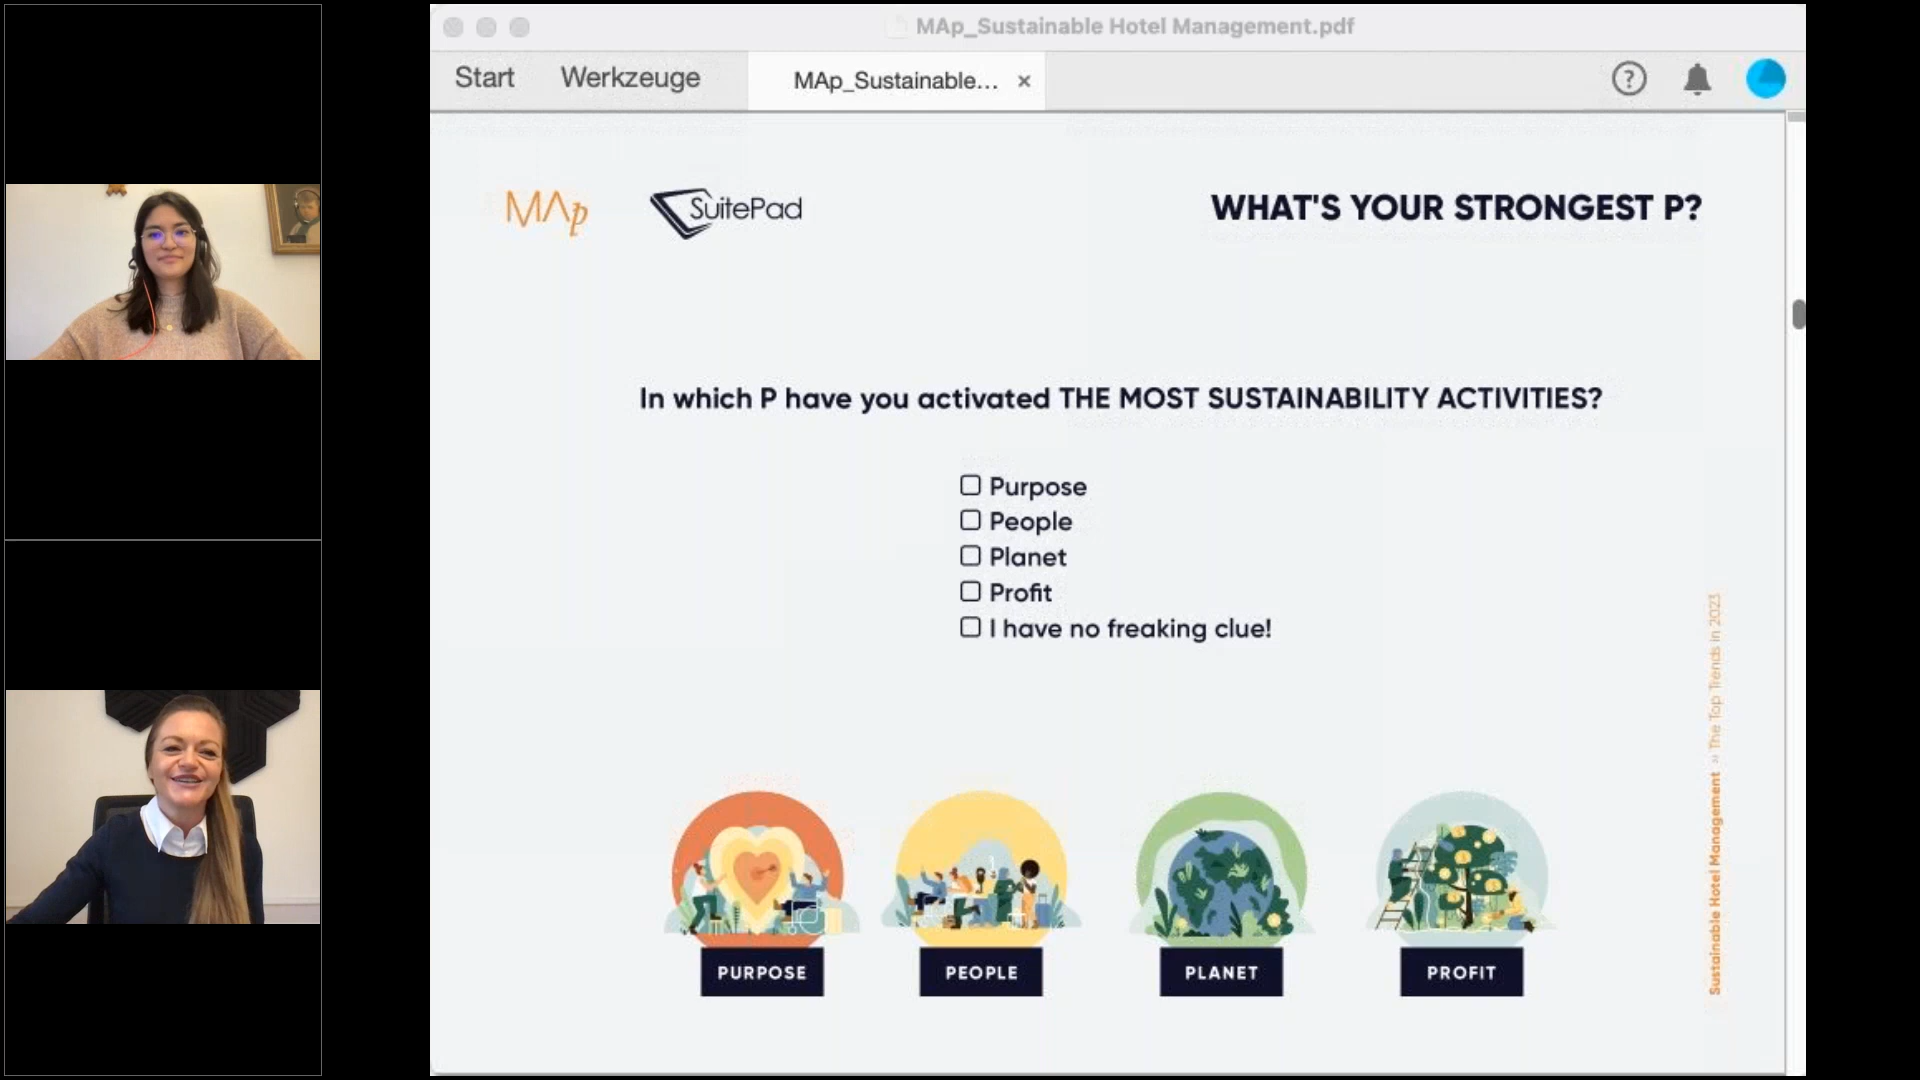 MAp_Sustainable Hotel Management.pdf
Start
Werkzeuge
MAp_Sustainable... ×
?
MAp
SuitePad
WHAT'S YOUR STRONGEST P?
In which P have you activated THE MOST SUSTAINABILITY ACTIVITIES?
Purpose
People
Planet
Profit
I have no freaking clue!
PURPOSE
PEOPLE
PLANET
PROFIT
Sustainable Hotel Management » The Top Trends in 2023